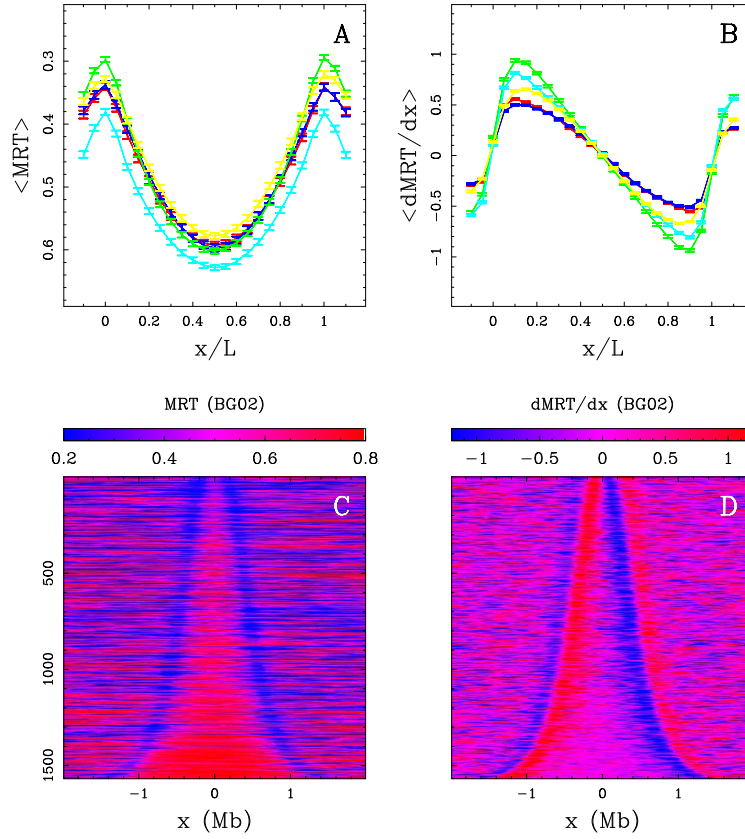 A
0.3
0.4
0.5
0.6
<MRT>
0 0.2 0.4 0.6 0.8 1
x/L
B
1
0.5
0
−0.5
−1
<dMRT/dx>
0 0.2 0.4 0.6 0.8 1
x/L
MRT (BG02)
0.2 0.4 0.6 0.8
C
500
1000
1500
−1 0 1
x (Mb)
dMRT/dx (BG02)
−1 −0.5 0 0.5 1
D
−1 0 1
x (Mb)